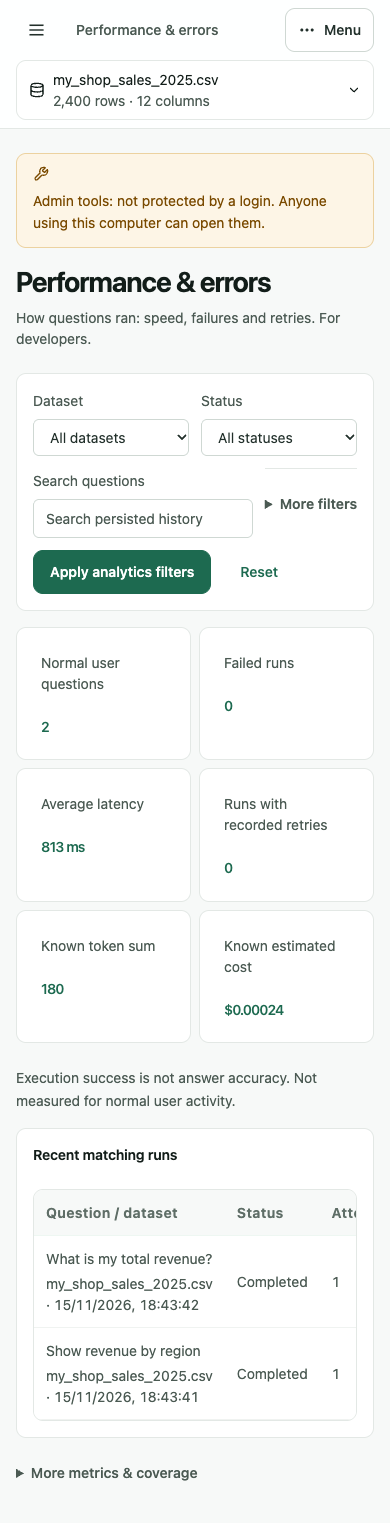 Performance & errors
Menu
my_shop_sales_2025.csv
2,400 rows · 12 columns
Admin tools: not protected by a login. Anyone
using this computer can open them.
Performance & errors
How questions ran: speed, failures and retries. For
developers.
Dataset
Status
All datasets
All statuses
Search questions
Search persisted history
More filters
Apply analytics filters
Reset
Normal user
questions
2
Failed runs
0
Average latency
813 ms
Runs with
recorded retries
0
Known token sum
180
Known estimated
cost
$0.00024
Execution success is not answer accuracy. Not
measured for normal user activity.
Recent matching runs
Question / dataset
Status
Atte
What is my total revenue?
my_shop_sales_2025.csv
· 15/11/2026, 18:43:42
Completed
1
Show revenue by region
my_shop_sales_2025.csv
· 15/11/2026, 18:43:41
Completed
1
More metrics & coverage